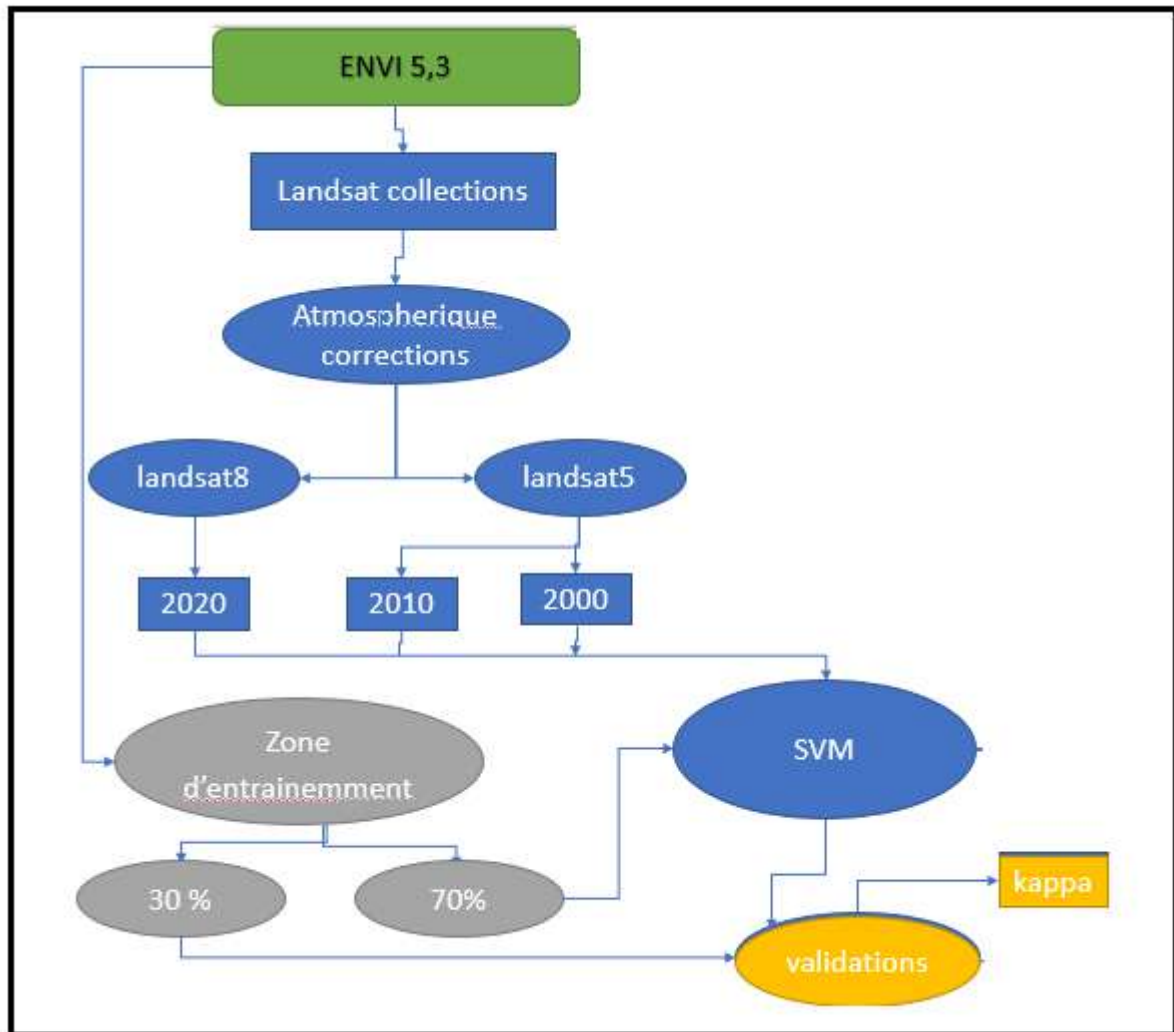 ENVI 5,3
Landsat collections
Atmospherique
corrections
landsat8
landsat5
2020
2010
2000
Zone
d'entrainemment
SVM
30 %
70%
kappa
validations